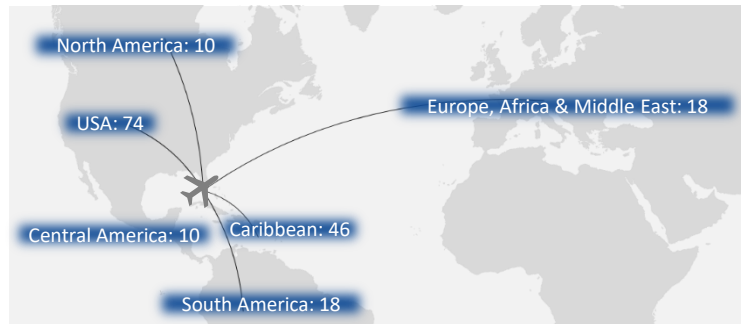 North America: 10
Europe, Africa & Middle East: 18
USA: 74
Caribbean: 46
Central America: 10
South America: 18